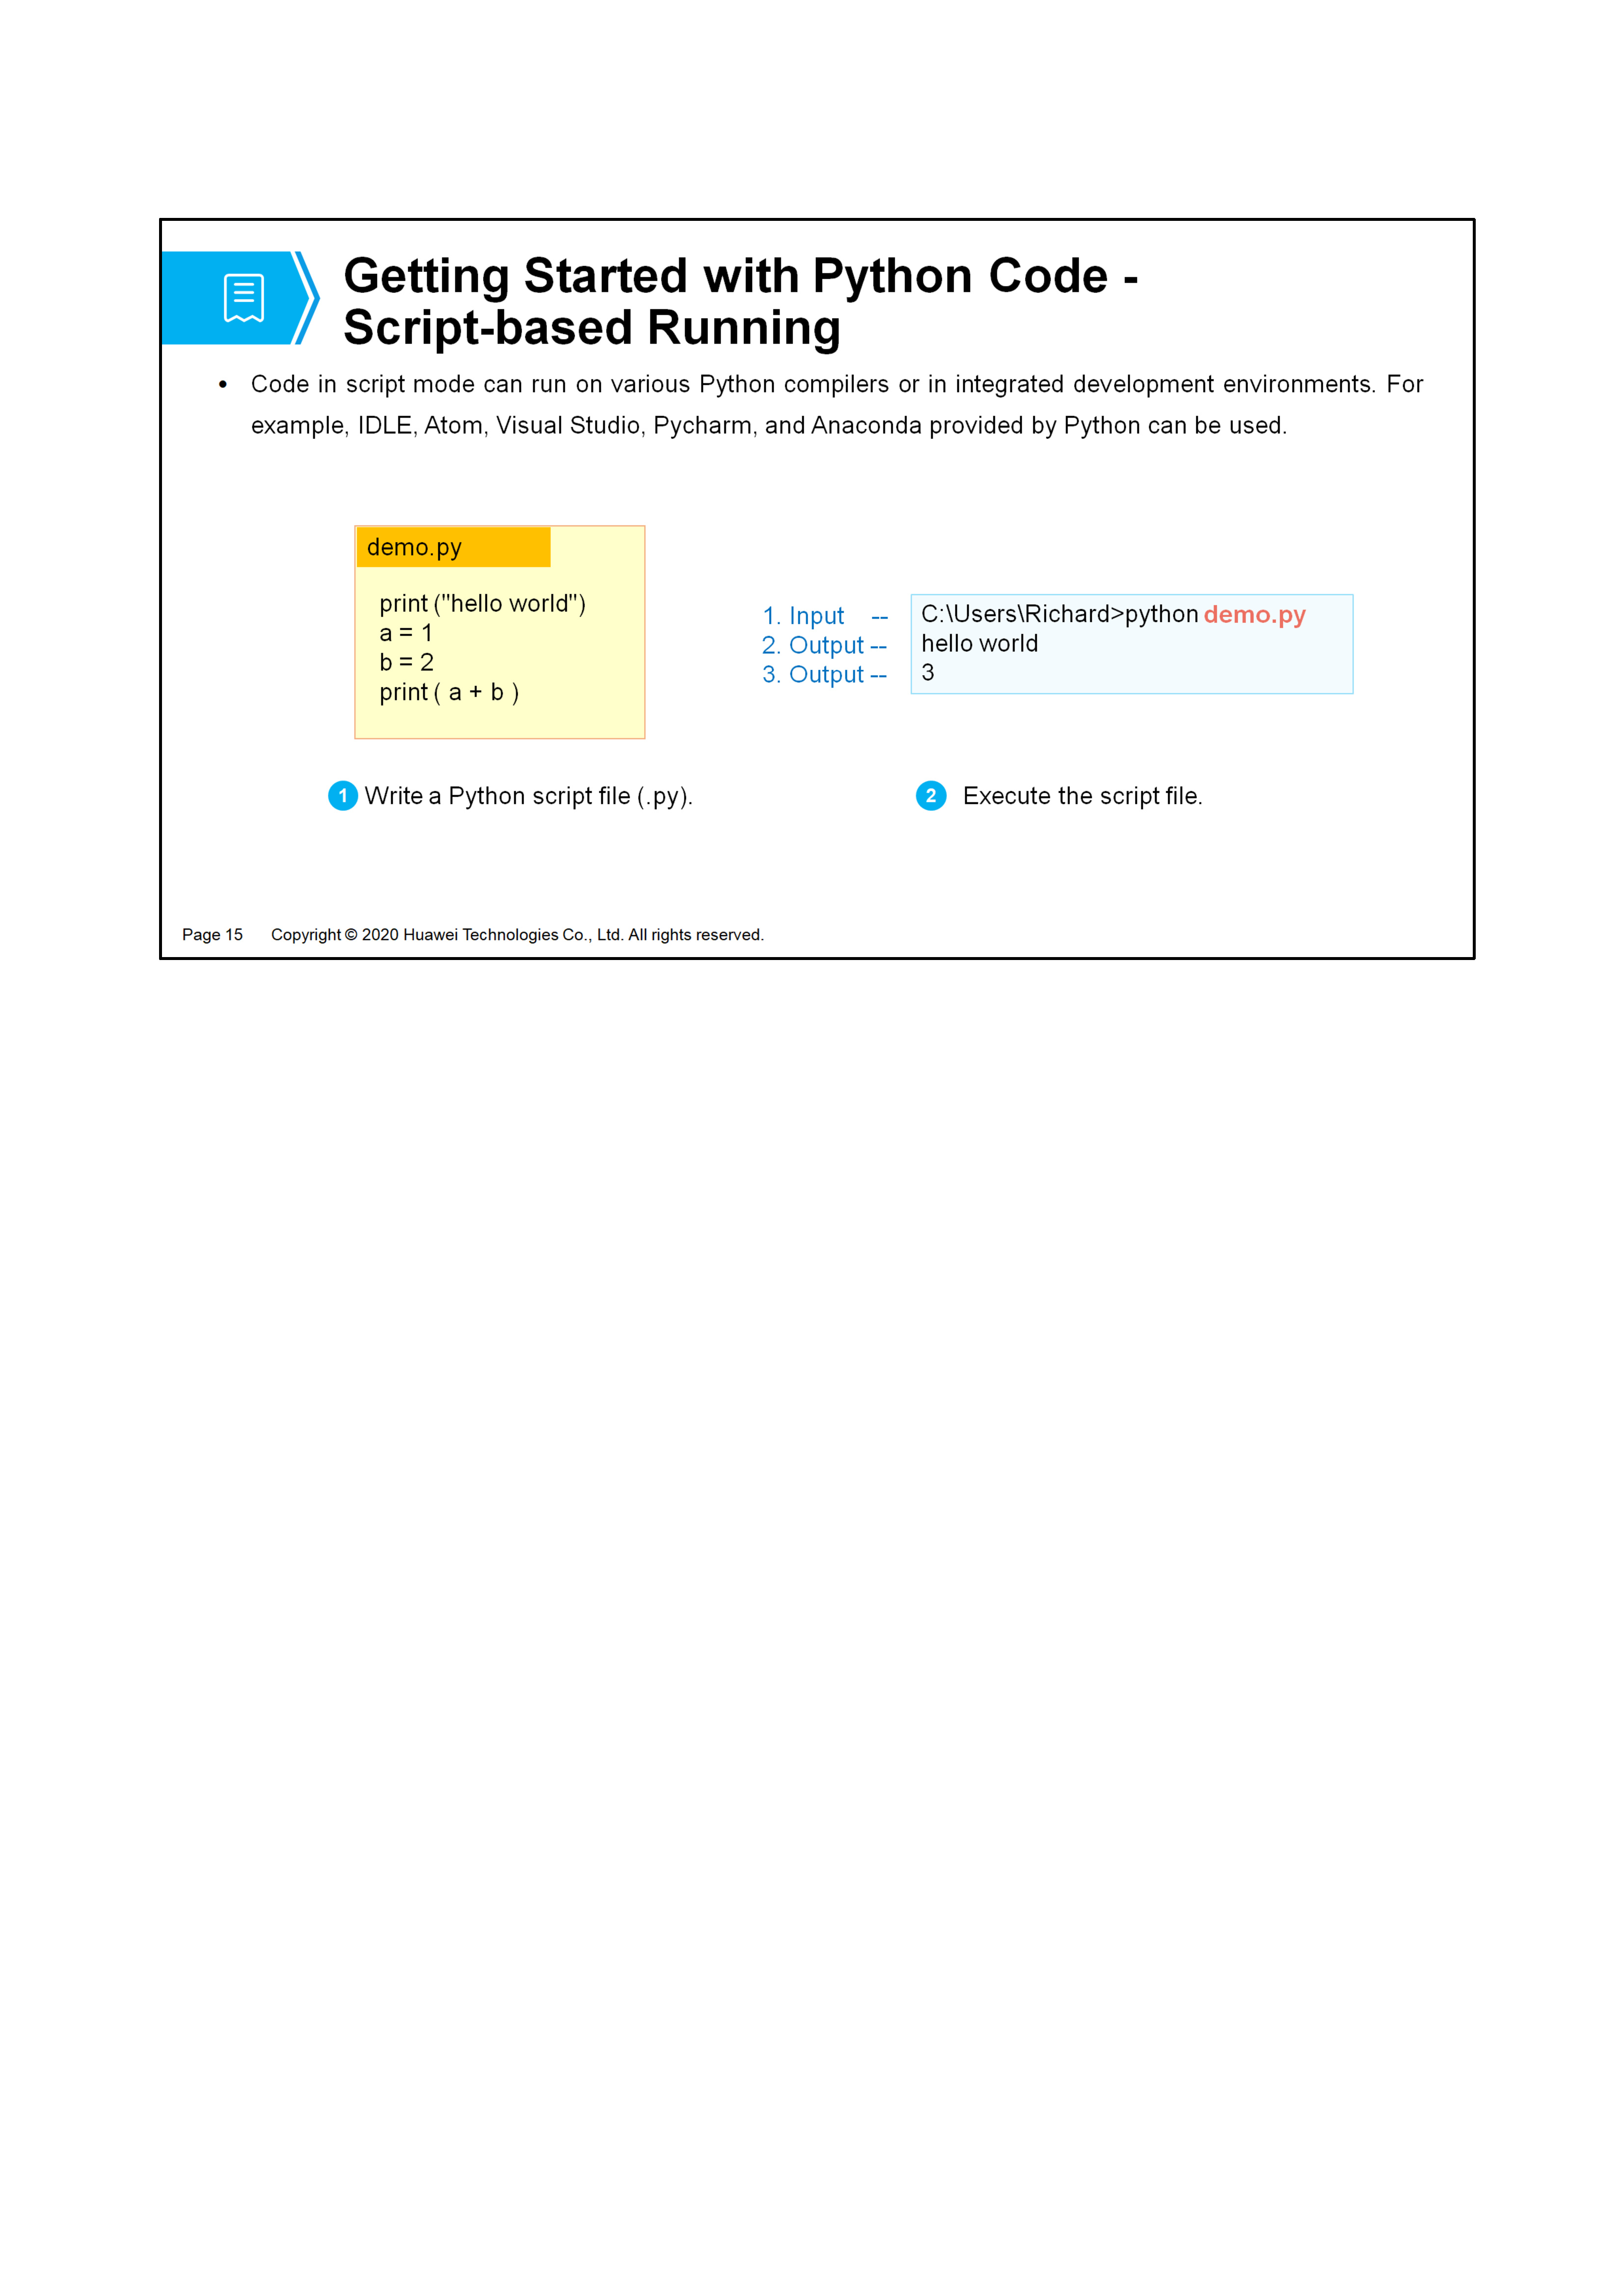 Getting Started with Python Code -
Script-based Running
• Code in script mode can run on various Python compilers or in integrated development environments. For
example, IDLE, Atom, Visual Studio, Pycharm, and Anaconda provided by Python can be used.
demo.py
print ("hello world")
a = 1
b = 2
print ( a + b )
1. Input --
2. Output --
3. Output --
C:\Users\Richard>python demo.py
hello world
3
1 Write a Python script file (.py).
2 Execute the script file.
Page 15 Copyright © 2020 Huawei Technologies Co., Ltd. All rights reserved.